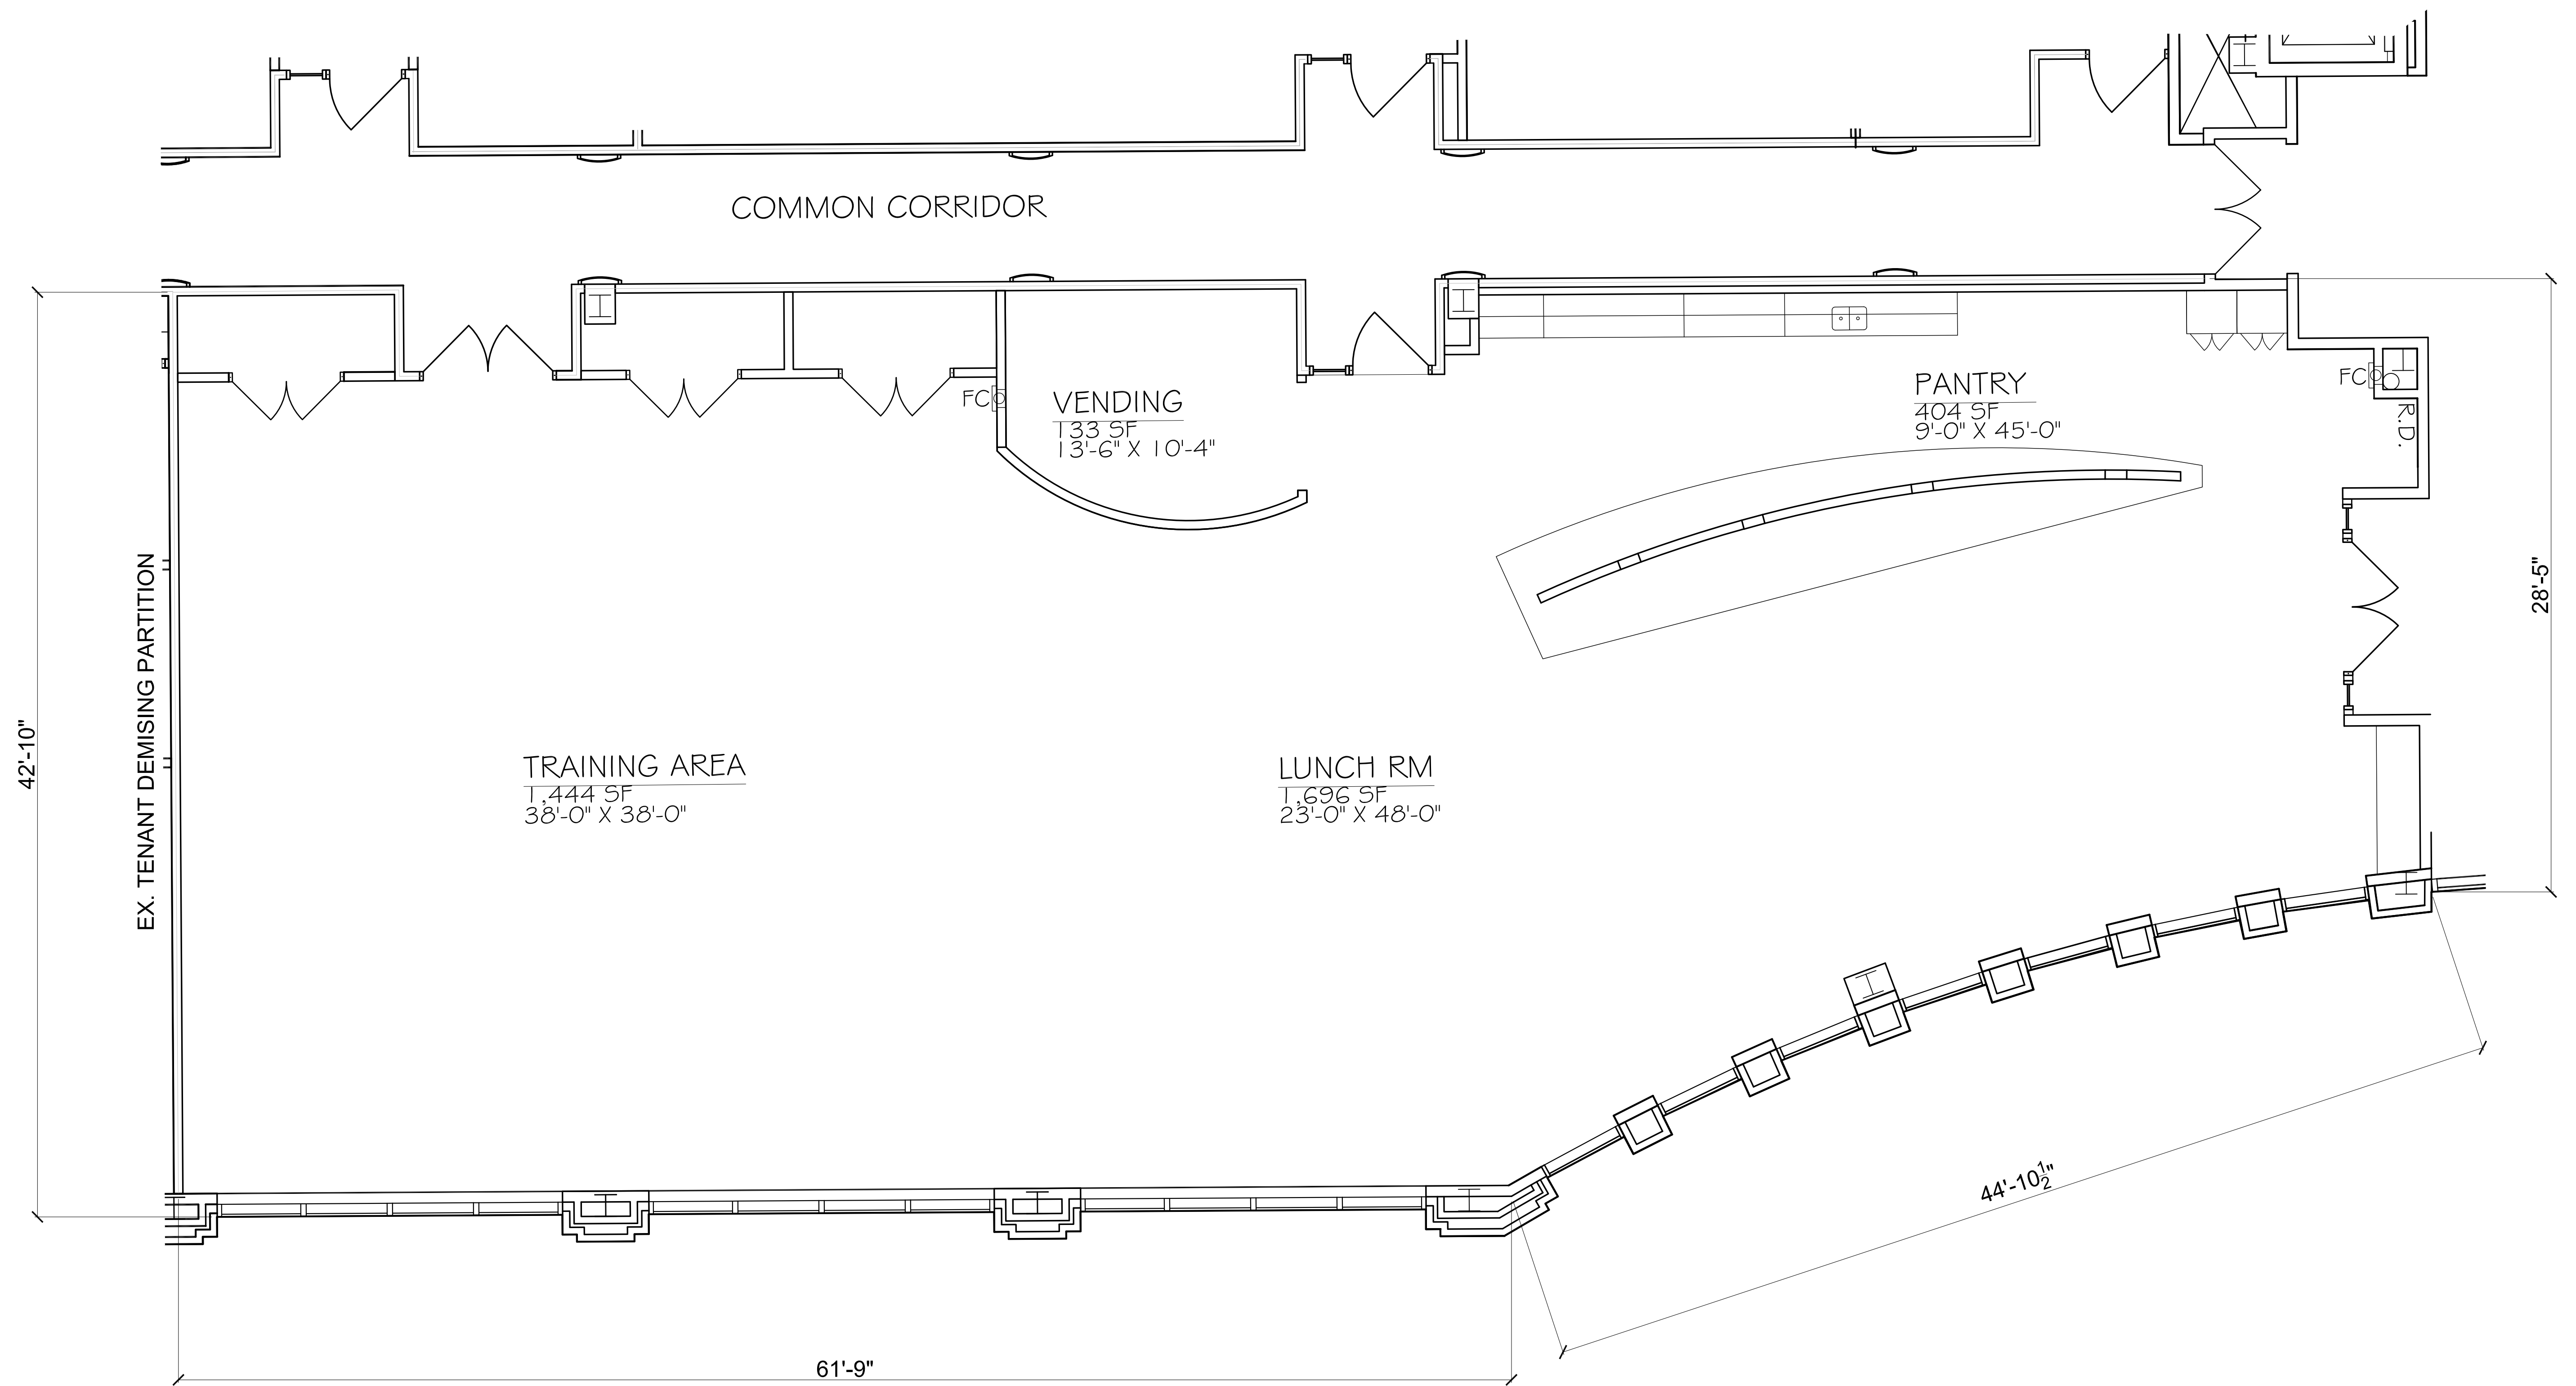 COMMON CORRIDOR
FC
VENDING
133 SF
13'-6" X 10'-4"
PANTRY
404 SF
9'-0" X 45'-0"
FC
R.D.
EX. TENANT DEMISING PARTITION
42'-10"
28'-5"
TRAINING AREA
1,444 SF
38'-0" X 38'-0"
LUNCH RM
1,696 SF
23'-0" X 48'-0"
44'-10½"
61'-9"